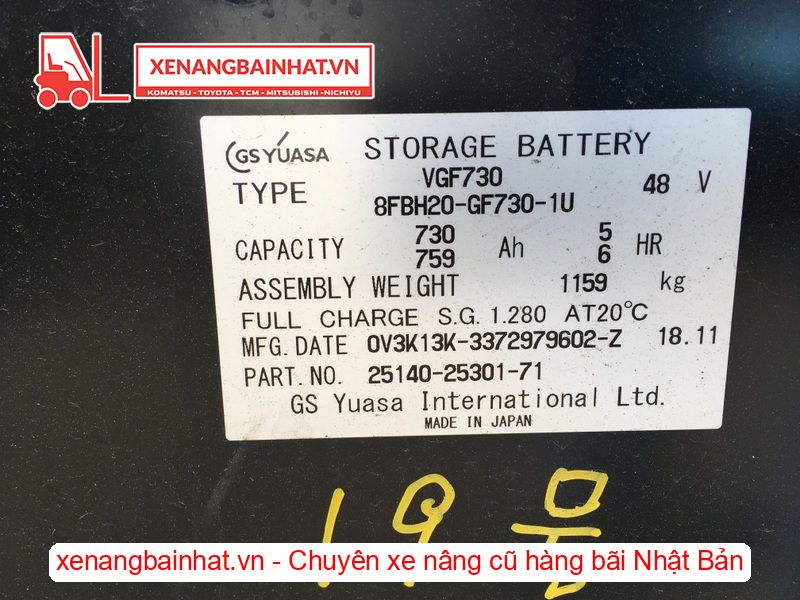 XENANGBAINHAT.VN
KOMATSU - TOYOTA - TCM - MITSUBISHI - NICHIYU
GS YUASA STORAGE BATTERY
TYPE VGF730 48 V
8FBH20-GF730-1U
CAPACITY 730 Ah 5 HR
759 6
ASSEMBLY WEIGHT 1159 kg
FULL CHARGE S.G. 1.280 AT20℃
MFG.DATE 0V3K13K-3372979602-Z 18.11
PART.NO. 25140-25301-71
GS Yuasa International Ltd.
MADE IN JAPAN
19
xenangbainhat.vn - Chuyên xe nâng cũ hàng bãi Nhật Bản